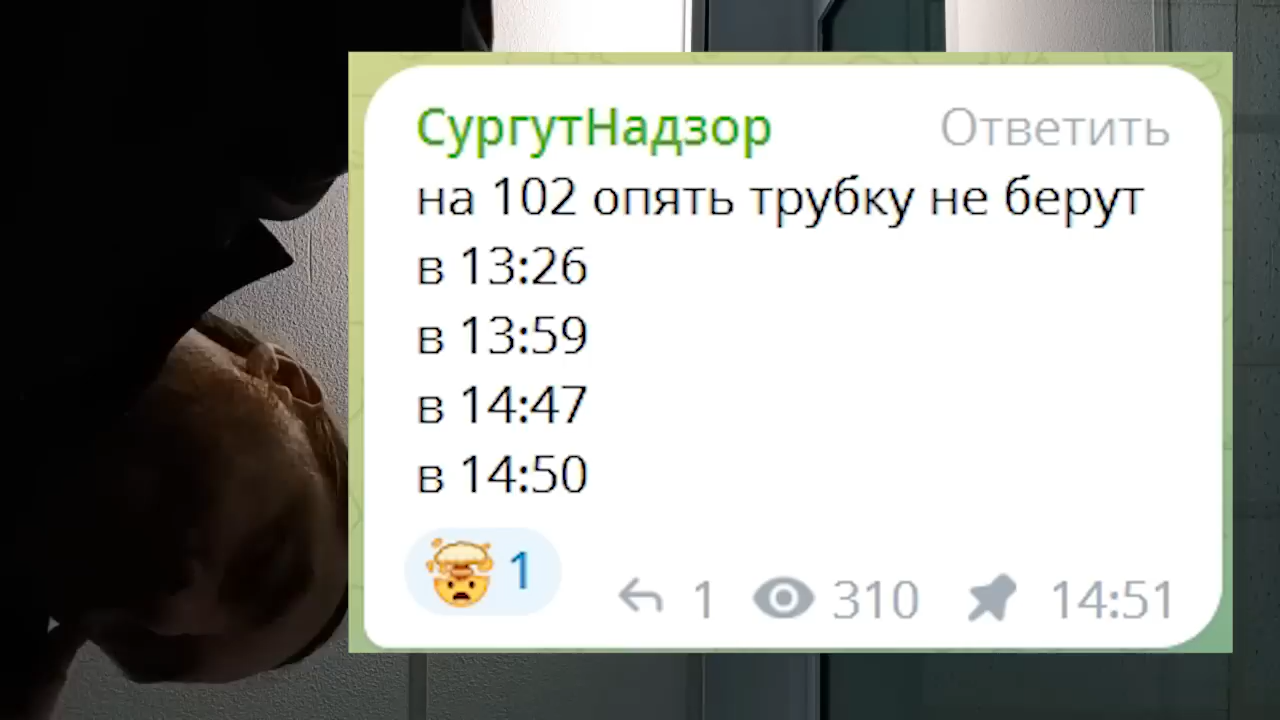 СургутНадзор Ответить
на 102 опять трубку не берут
в 13:26
в 13:59
в 14:47
в 14:50
1 1 310 14:51